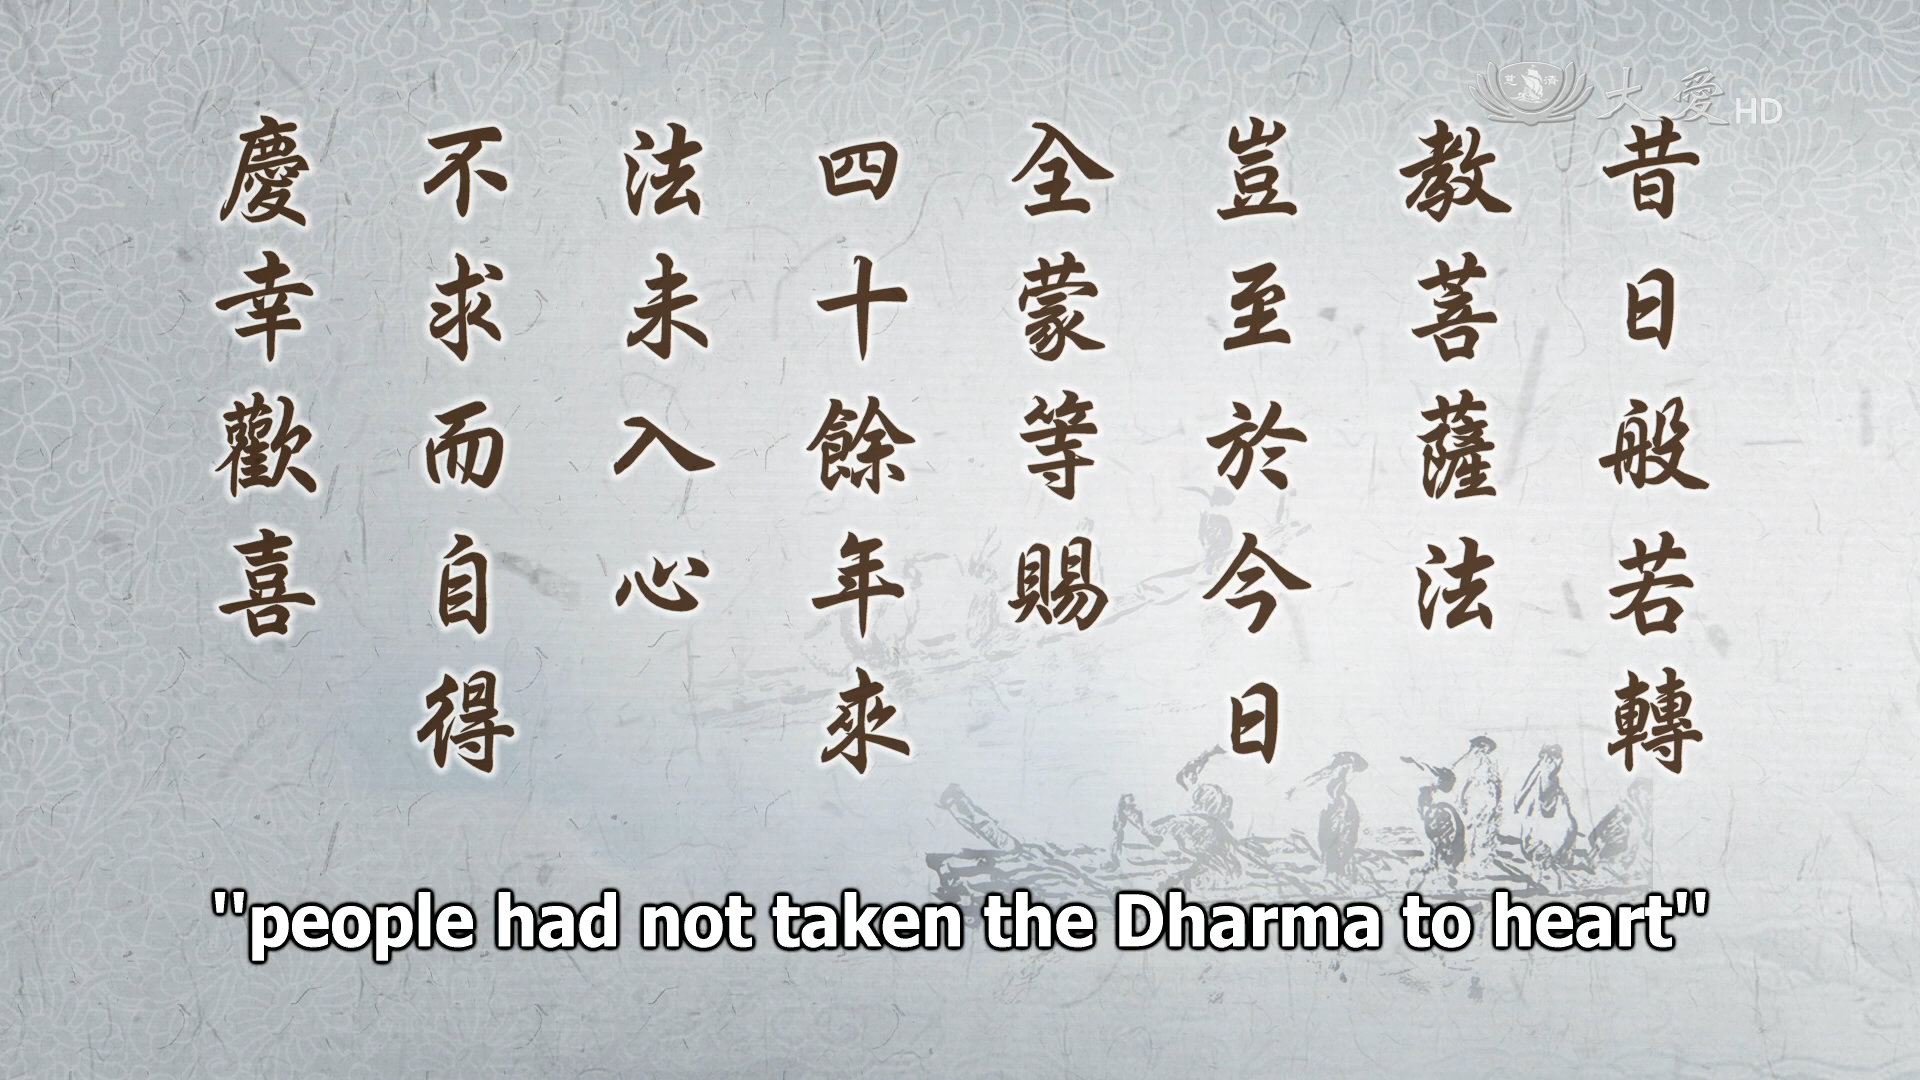 大愛HD
昔日般若轉
教菩薩法
豈至於今日
全蒙等賜
四十餘年來
法未入心
不求而自得
慶幸歡喜
"people had not taken the Dharma to heart"